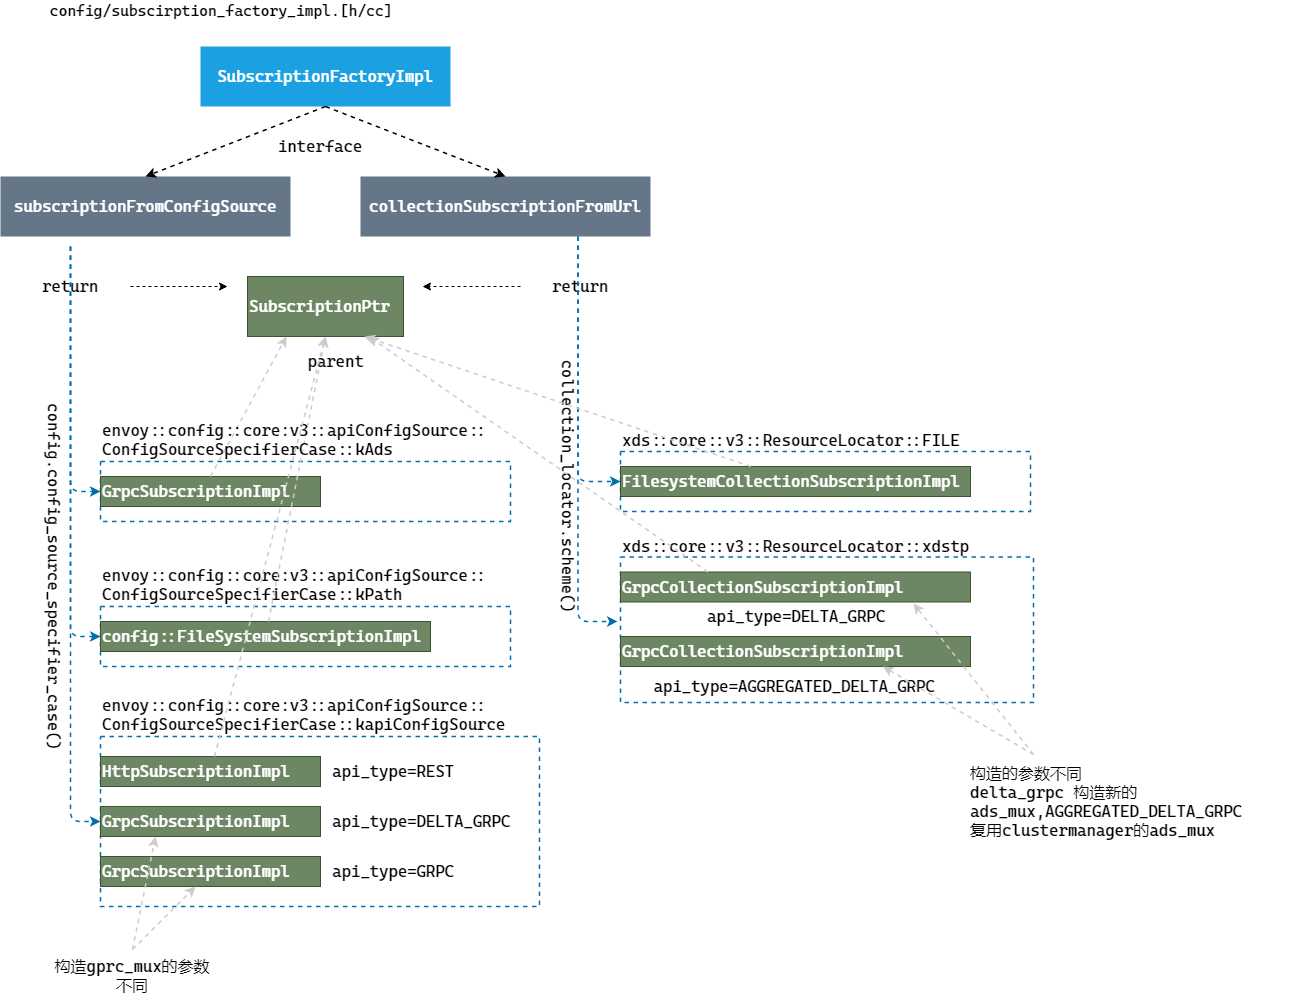 config/subscirption_factory_impl.[h/cc]
SubscriptionFactoryImpl
interface
subscriptionFromConfigSource
collectionSubscriptionFromUrl
return
SubscriptionPtr
return
parent
config.config_source_specifier_case()
collection_locator.scheme()
envoy::config::core:v3::apiConfigSource::
ConfigSourceSpecifierCase::kAds
GrpcSubscriptionImpl
envoy::config::core:v3::apiConfigSource::
ConfigSourceSpecifierCase::kPath
config::FileSystemSubscriptionImpl
envoy::config::core:v3::apiConfigSource::
ConfigSourceSpecifierCase::kapiConfigSource
HttpSubscriptionImpl
api_type=REST
GrpcSubscriptionImpl
api_type=DELTA_GRPC
GrpcSubscriptionImpl
api_type=GRPC
构造gprc_mux的参数
不同
xds::core::v3::ResourceLocator::FILE
FilesystemCollectionSubscriptionImpl
xds::core::v3::ResourceLocator::xdstp
GrpcCollectionSubscriptionImpl
api_type=DELTA_GRPC
GrpcCollectionSubscriptionImpl
api_type=AGGREGATED_DELTA_GRPC
构造的参数不同
delta_grpc 构造新的
ads_mux,AGGREGATED_DELTA_GRPC
复用clustermanager的ads_mux